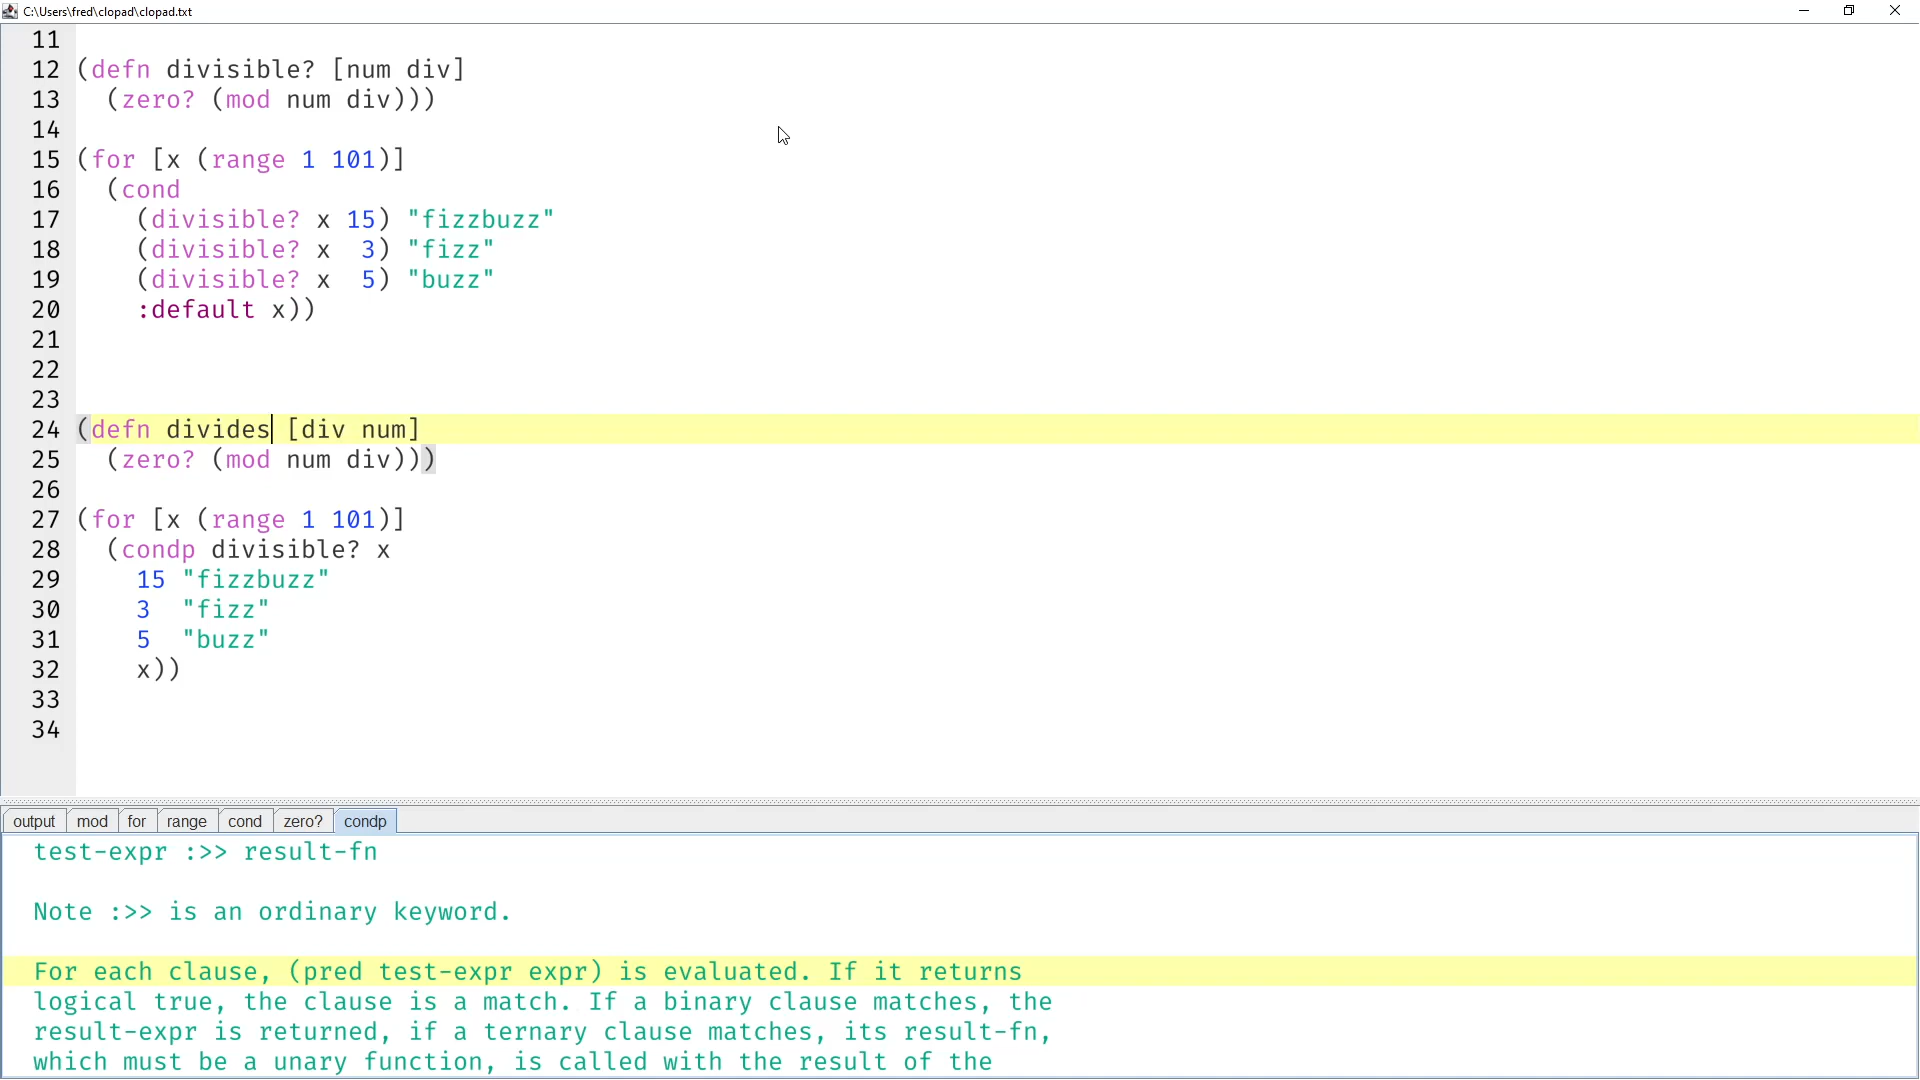 C:\Users\fred\clopad\clopad.txt
11
12 (defn divisible? [num div]
13   (zero? (mod num div)))
14
15 (for [x (range 1 101)]
16   (cond
17     (divisible? x 15) "fizzbuzz"
18     (divisible? x  3) "fizz"
19     (divisible? x  5) "buzz"
20     :default x))
21
22
23
24 (defn divides [div num]
25   (zero? (mod num div)))
26
27 (for [x (range 1 101)]
28   (condp divisible? x
29     15 "fizzbuzz"
30     3  "fizz"
31     5  "buzz"
32     x))
33
34
output mod for range cond zero? condp
test-expr :>> result-fn
Note :>> is an ordinary keyword.
For each clause, (pred test-expr expr) is evaluated. If it returns
logical true, the clause is a match. If a binary clause matches, the
result-expr is returned, if a ternary clause matches, its result-fn,
which must be a unary function, is called with the result of the